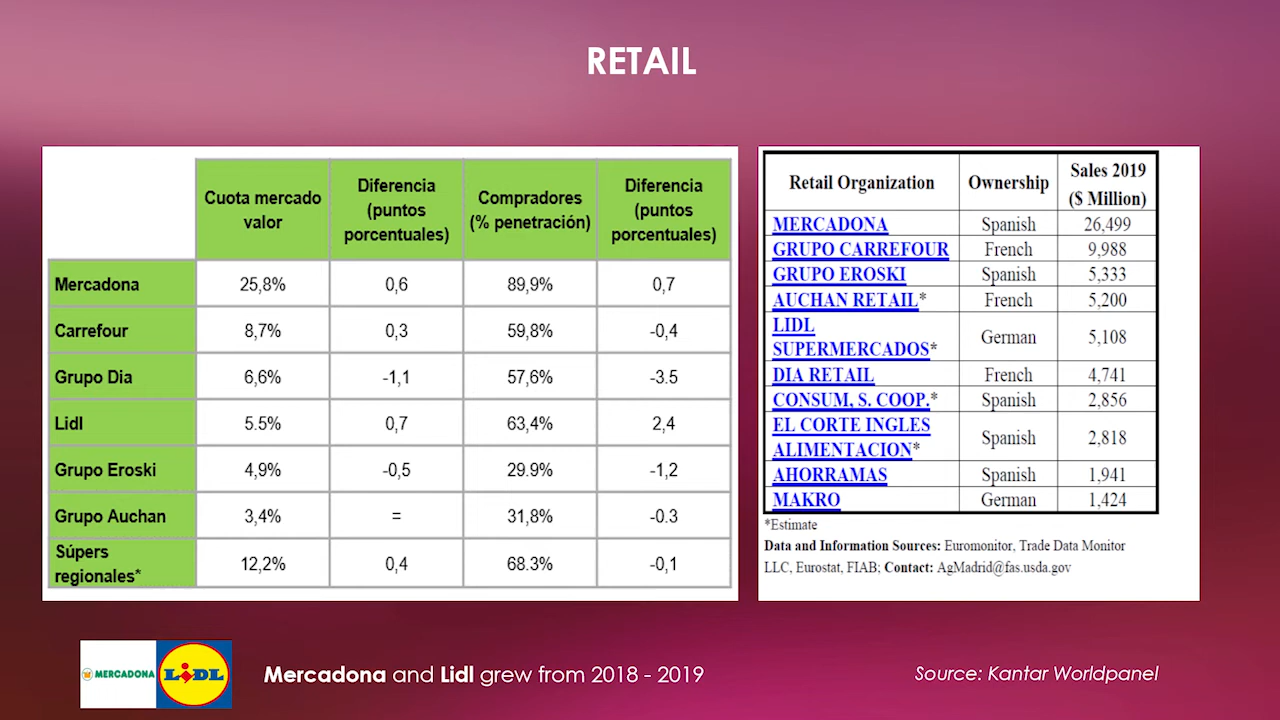 RETAIL
Cuota mercado valor	Diferencia (puntos porcentuales)	Compradores (% penetración)	Diferencia (puntos porcentuales)
Mercadona	25,8%	0,6	89,9%	0,7
Carrefour	8,7%	0,3	59,8%	-0,4
Grupo Dia	6,6%	-1,1	57,6%	-3.5
Lidl	5.5%	0,7	63,4%	2,4
Grupo Eroski	4,9%	-0,5	29.9%	-1,2
Grupo Auchan	3,4%	=	31,8%	-0.3
Súpers regionales*	12,2%	0,4	68.3%	-0,1
Retail Organization	Ownership	Sales 2019 ($ Million)
MERCADONA	Spanish	26,499
GRUPO CARREFOUR	French	9,988
GRUPO EROSKI	Spanish	5,333
AUCHAN RETAIL*	French	5,200
LIDL SUPERMERCADOS*	German	5,108
DIA RETAIL	French	4,741
CONSUM, S. COOP.*	Spanish	2,856
EL CORTE INGLES ALIMENTACION*	Spanish	2,818
AHORRAMAS	Spanish	1,941
MAKRO	German	1,424
*Estimate
Data and Information Sources: Euromonitor, Trade Data Monitor
LLC, Eurostat, FIAB; Contact: AgMadrid@fas.usda.gov
MERCADONA
LiDL
Mercadona and Lidl grew from 2018 - 2019
Source: Kantar Worldpanel